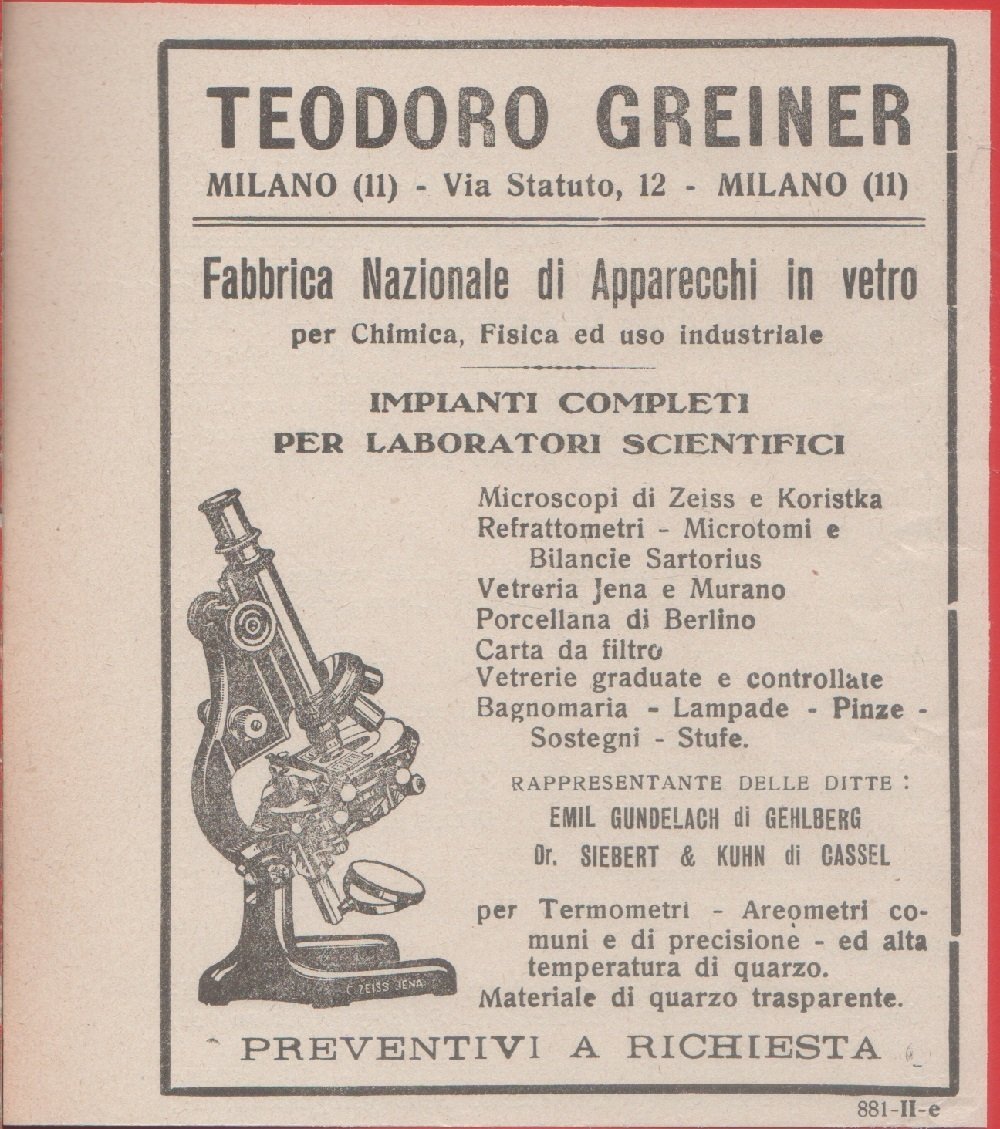 TEODORO GREINER
MILANO (11) - Via Statuto, 12 - MILANO (11)
Fabbrica Nazionale di Apparecchi in vetro
per Chimica, Fisica ed uso industriale
IMPIANTI COMPLETI
PER LABORATORI SCIENTIFICI
Microscopi di Zeiss e Koristka
Refrattometri - Microtomi e
Bilancie Sartorius
Vetreria Jena e Murano
Porcellana di Berlino
Carta da filtro
Vetrerie graduate e controllate
Bagnomaria - Lampade - Pinze -
Sostegni - Stufe.
RAPPRESENTANTE DELLE DITTE :
EMIL GUNDELACH di GEHLBERG
Dr. SIEBERT & KUHN di CASSEL
per Termometri - Areometri co-
muni e di precisione - ed alta
temperatura di quarzo.
Materiale di quarzo trasparente.
C. ZEISS JENA
PREVENTIVI A RICHIESTA
881-II-e